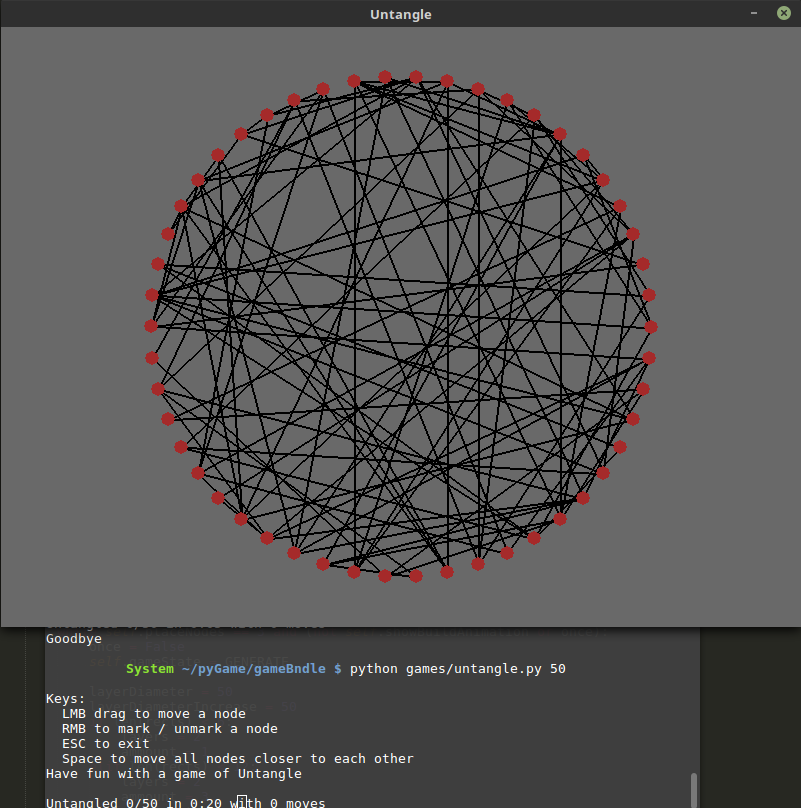 Untangle
Goodbye
System ~/pyGame/gameBndle $ python games/untangle.py 50
Keys:
LMB drag to move a node
RMB to mark / unmark a node
ESC to exit
Space to move all nodes closer to each other
Have fun with a game of Untangle
Untangled 0/50 in 0:20 with 0 moves